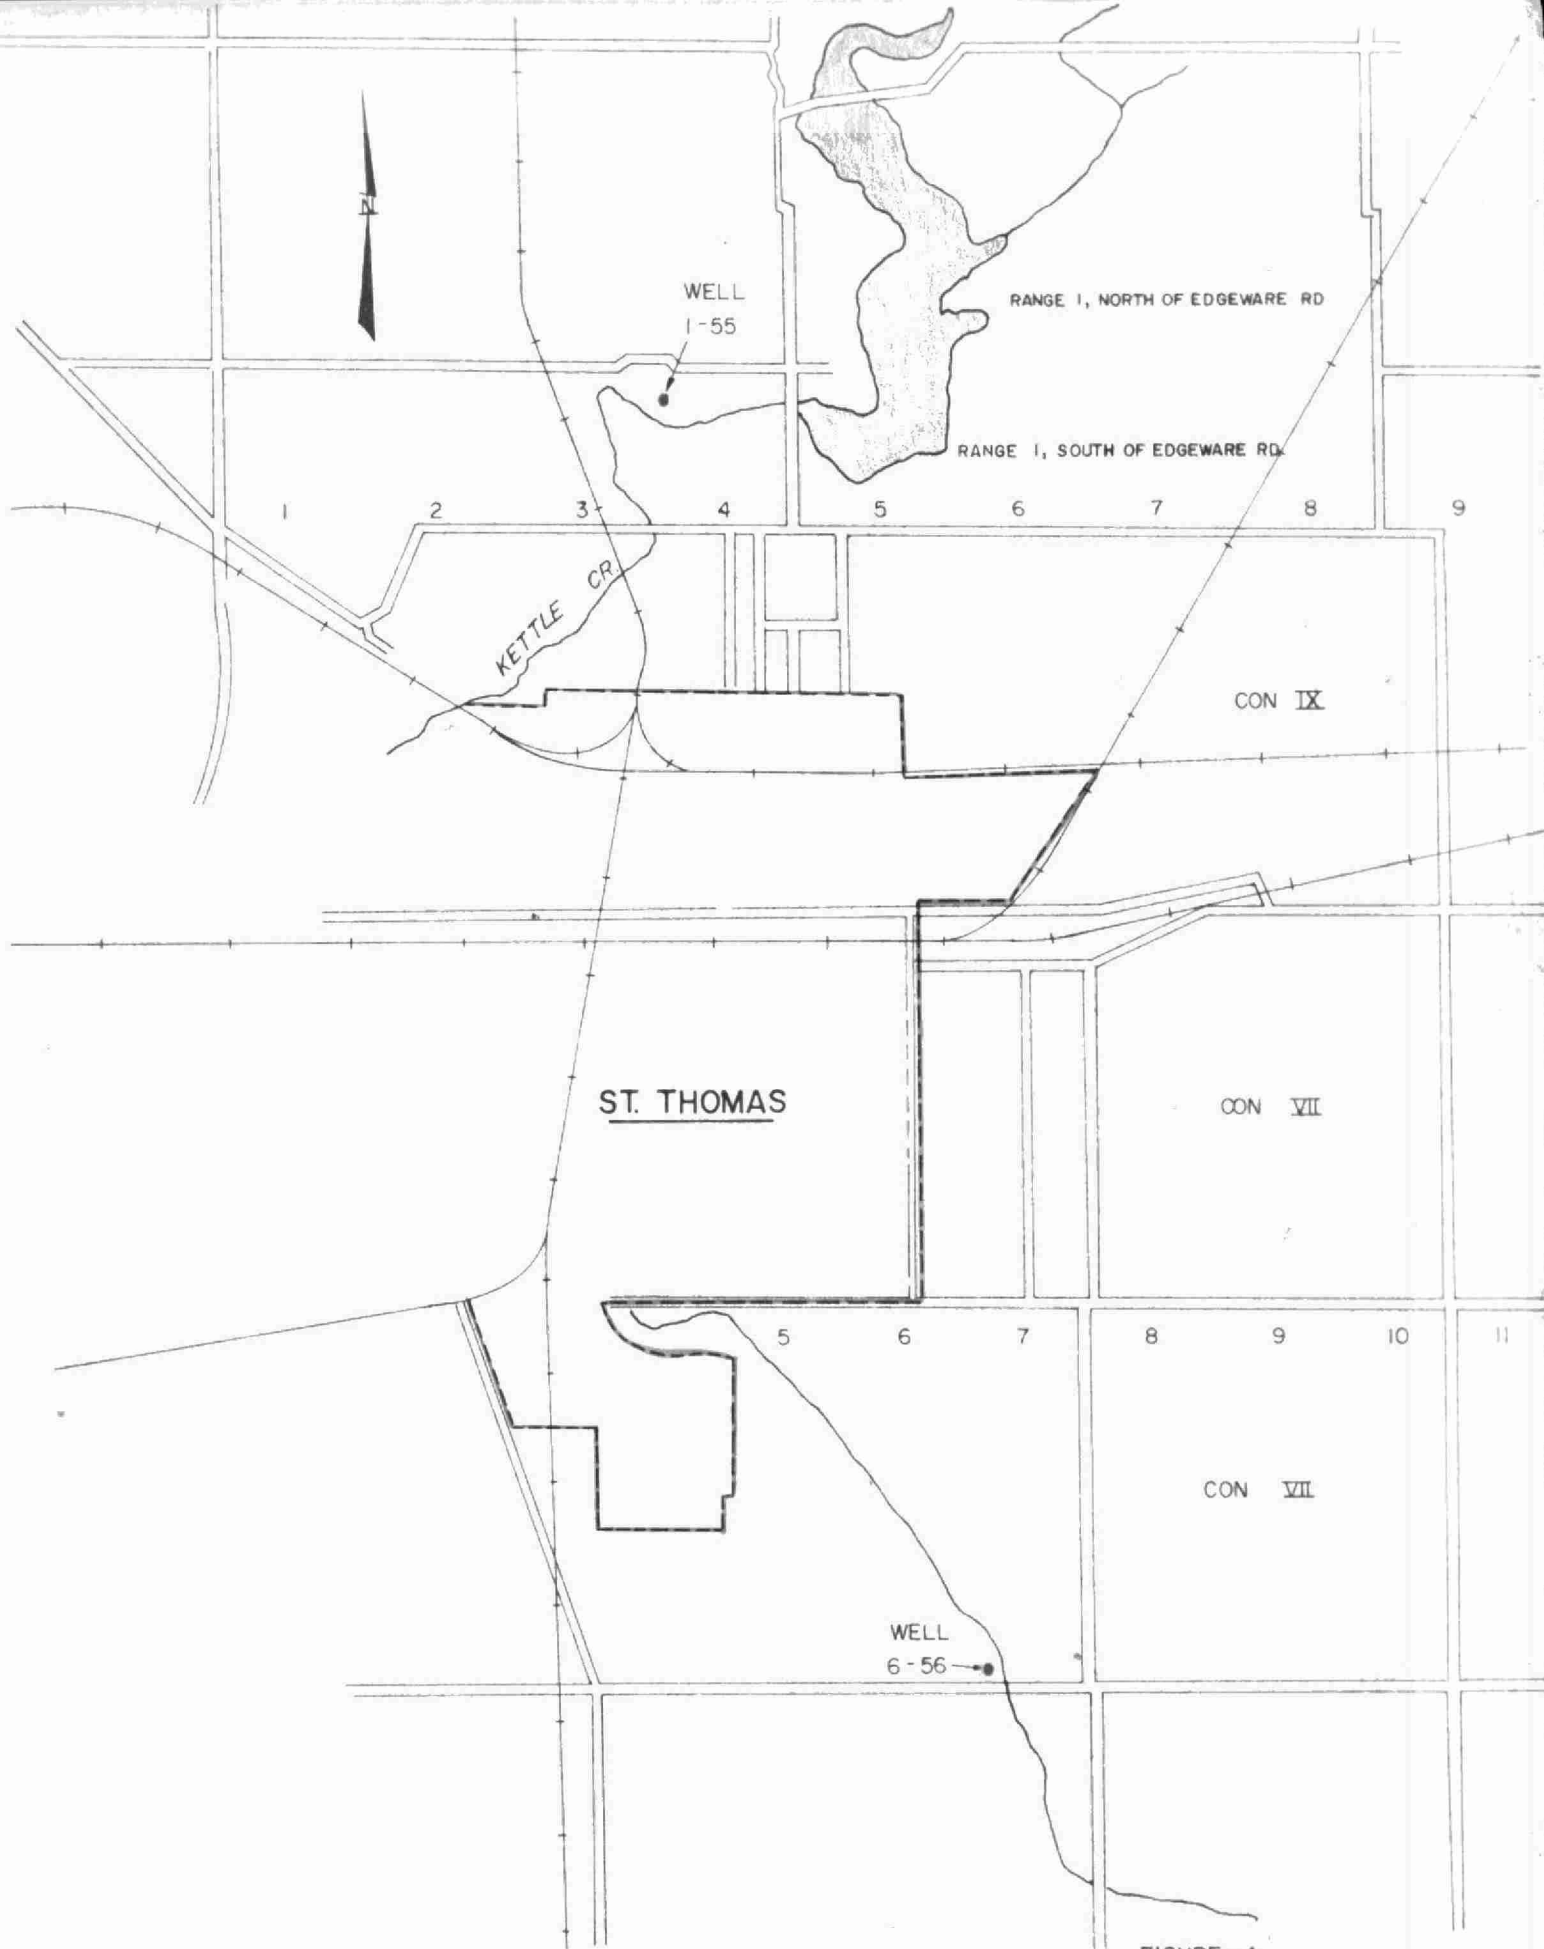 N
WELL
1-55
RANGE 1, NORTH OF EDGEWARE RD
RANGE 1, SOUTH OF EDGEWARE RD.
1 2 3 4 5 6 7 8 9
KETTLE CR.
CON IX
ST. THOMAS
CON VII
5 6 7 8 9 10 11
CON VII
WELL
6-56